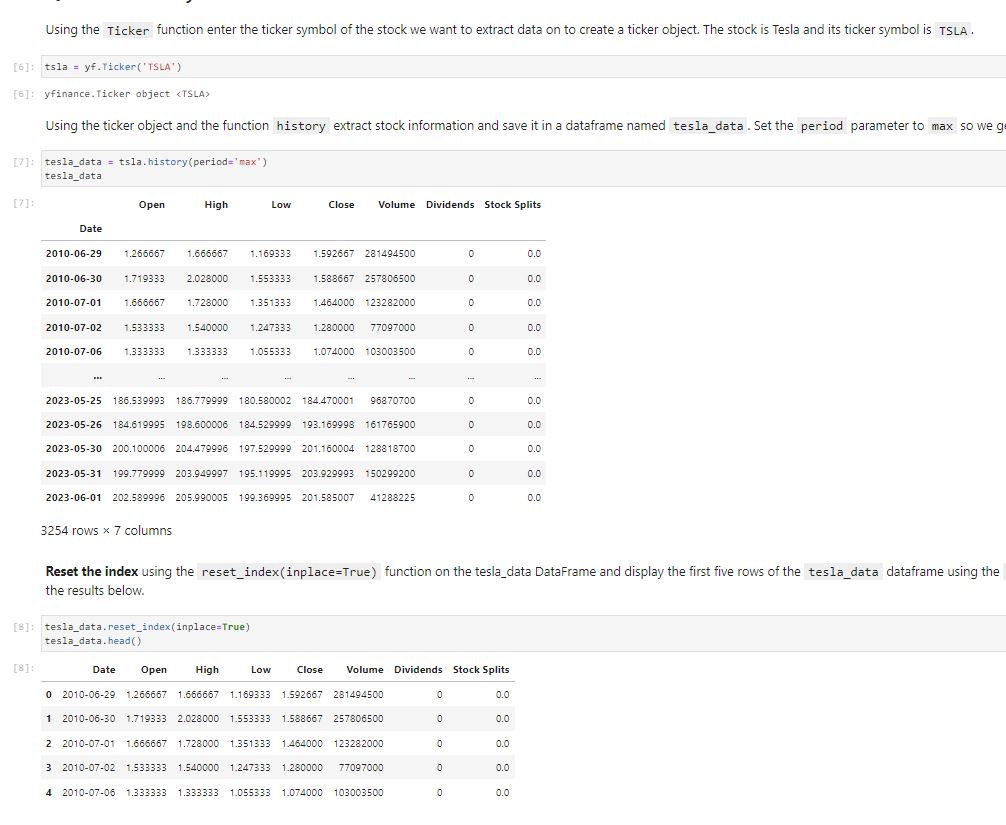 Using the Ticker function enter the ticker symbol of the stock we want to extract data on to create a ticker object. The stock is Tesla and its ticker symbol is TSLA .
[6]: tsla = yf.Ticker('TSLA')
[6]: yfinance.Ticker object <TSLA>
Using the ticker object and the function history extract stock information and save it in a dataframe named tesla_data . Set the period parameter to max so we
[7]: tesla_data = tsla.history(period='max')
tesla_data
[7]: Open High Low Close Volume Dividends Stock Splits
Date
2010-06-29 1.266667 1.666667 1.169333 1.592667 281494500 0 0.0
2010-06-30 1.719333 2.028000 1.553333 1.588667 257806500 0 0.0
2010-07-01 1.666667 1.728000 1.351333 1.464000 123282000 0 0.0
2010-07-02 1.533333 1.540000 1.247333 1.280000 77097000 0 0.0
2010-07-06 1.333333 1.333333 1.055333 1.074000 103003500 0 0.0
... ... ... ... ... ... ... ...
2023-05-25 186.539993 186.779999 180.580002 184.470001 96870700 0 0.0
2023-05-26 184.619995 198.600006 184.529999 193.169998 161765900 0 0.0
2023-05-30 200.100006 204.479996 197.529999 201.160004 128818700 0 0.0
2023-05-31 199.779999 203.949997 195.119995 203.929993 150299200 0 0.0
2023-06-01 202.589996 205.990005 199.369995 201.585007 41288225 0 0.0
3254 rows × 7 columns
Reset the index using the reset_index(inplace=True) function on the tesla_data DataFrame and display the first five rows of the tesla_data dataframe using the
the results below.
[8]: tesla_data.reset_index(inplace=True)
tesla_data.head()
[8]: Date Open High Low Close Volume Dividends Stock Splits
0 2010-06-29 1.266667 1.666667 1.169333 1.592667 281494500 0 0.0
1 2010-06-30 1.719333 2.028000 1.553333 1.588667 257806500 0 0.0
2 2010-07-01 1.666667 1.728000 1.351333 1.464000 123282000 0 0.0
3 2010-07-02 1.533333 1.540000 1.247333 1.280000 77097000 0 0.0
4 2010-07-06 1.333333 1.333333 1.055333 1.074000 103003500 0 0.0